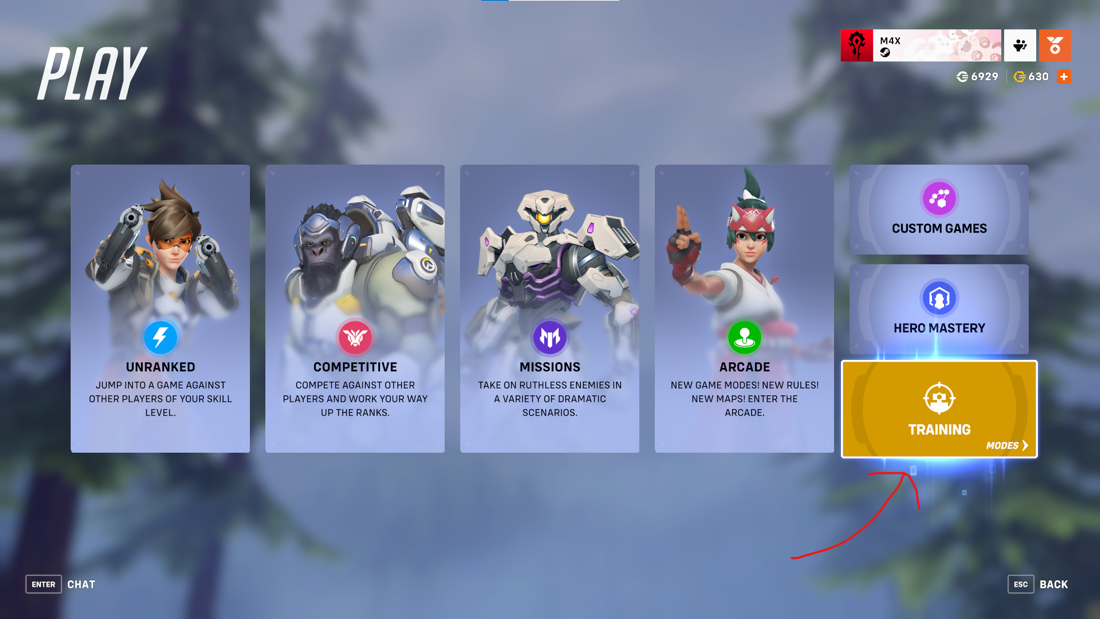 PLAY
M4X
6929
630
CUSTOM GAMES
HERO MASTERY
UNRANKED
JUMP INTO A GAME AGAINST
OTHER PLAYERS OF YOUR SKILL
LEVEL.
COMPETITIVE
COMPETE AGAINST OTHER
PLAYERS AND WORK YOUR WAY
UP THE RANKS.
MISSIONS
TAKE ON RUTHLESS ENEMIES IN
A VARIETY OF DRAMATIC
SCENARIOS.
ARCADE
NEW GAME MODES! NEW RULES!
NEW MAPS! ENTER THE
ARCADE.
TRAINING
MODES
ENTER CHAT
ESC BACK